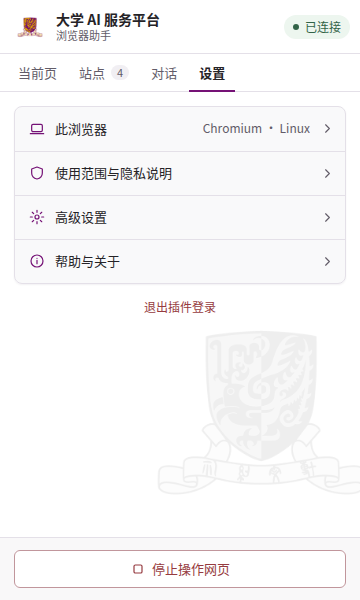 大学 AI 服务平台
浏览器助手
已连接
当前页 站点 4 对话 设置
此浏览器 Chromium · Linux
使用范围与隐私说明
高级设置
帮助与关于
退出插件登录
停止操作网页